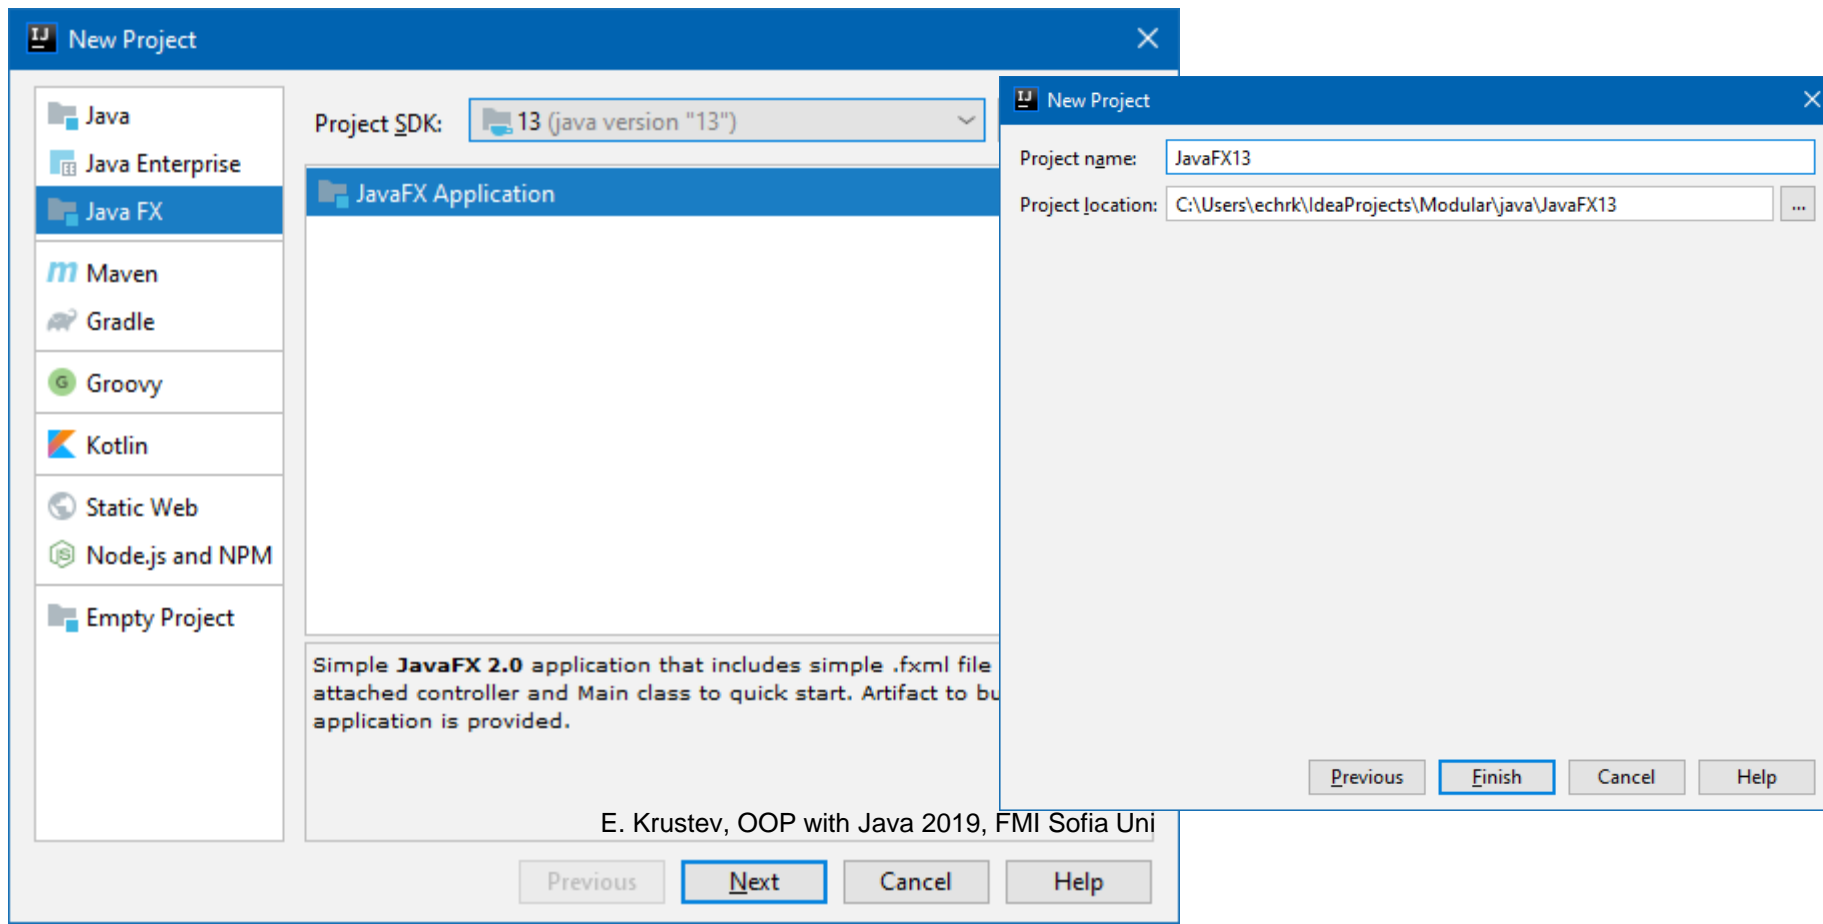 New Project
Java
Java Enterprise
Java FX
Maven
Gradle
Groovy
Kotlin
Static Web
Node.js and NPM
Empty Project
Project SDK: 13 (java version "13")
JavaFX Application
Simple JavaFX 2.0 application that includes simple .fxml file
attached controller and Main class to quick start. Artifact to bu
application is provided.
E. Krustev, OOP with Java 2019, FMI Sofia Uni
Previous Next Cancel Help
New Project
Project name: JavaFX13
Project location: C:\Users\echrk\IdeaProjects\Modular\java\JavaFX13 ...
Previous Finish Cancel Help